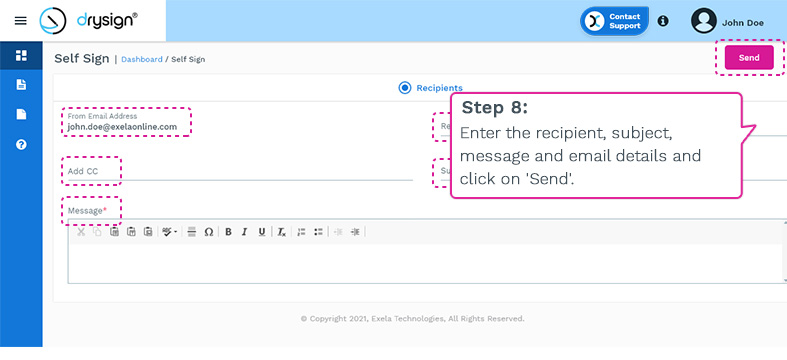 drysign®
Contact
Support
John Doe
Self Sign | Dashboard / Self Sign
Send
Recipients
From Email Address
john.doe@exelaonline.com
Step 8:
Enter the recipient, subject,
message and email details and
click on 'Send'.
Add CC
Message*
B I U
© Copyright 2021, Exela Technologies, All Rights Reserved.